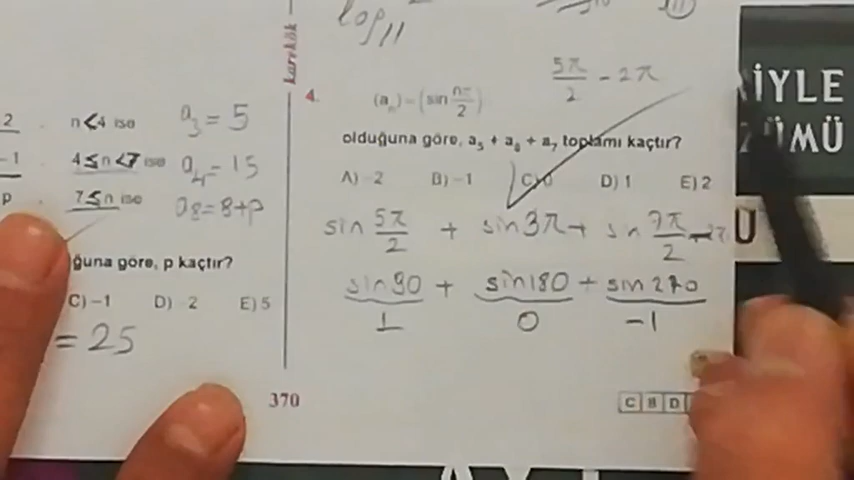 log₁₁
Karekök
2
n<4 ise a₃ = 5
-1
4≤n<7 ise a₄ = 15
p
7≤n ise a₈ = 8+p
ğuna göre, p kaçtır?
C) -1 D) -2 E) 5
= 25
4.
(aₙ) = (sin nπ/2)
5π/2 - 2π
olduğuna göre, a₅ + a₆ + a₇ toplamı kaçtır?
A) -2 B) -1 C) 0 D) 1 E) 2
sin 5π/2 + sin3π + sin 7π/2
sin90 + sin180 + sin270
1 0 -1
370
C B D
İYLE
ÜMÜ
U